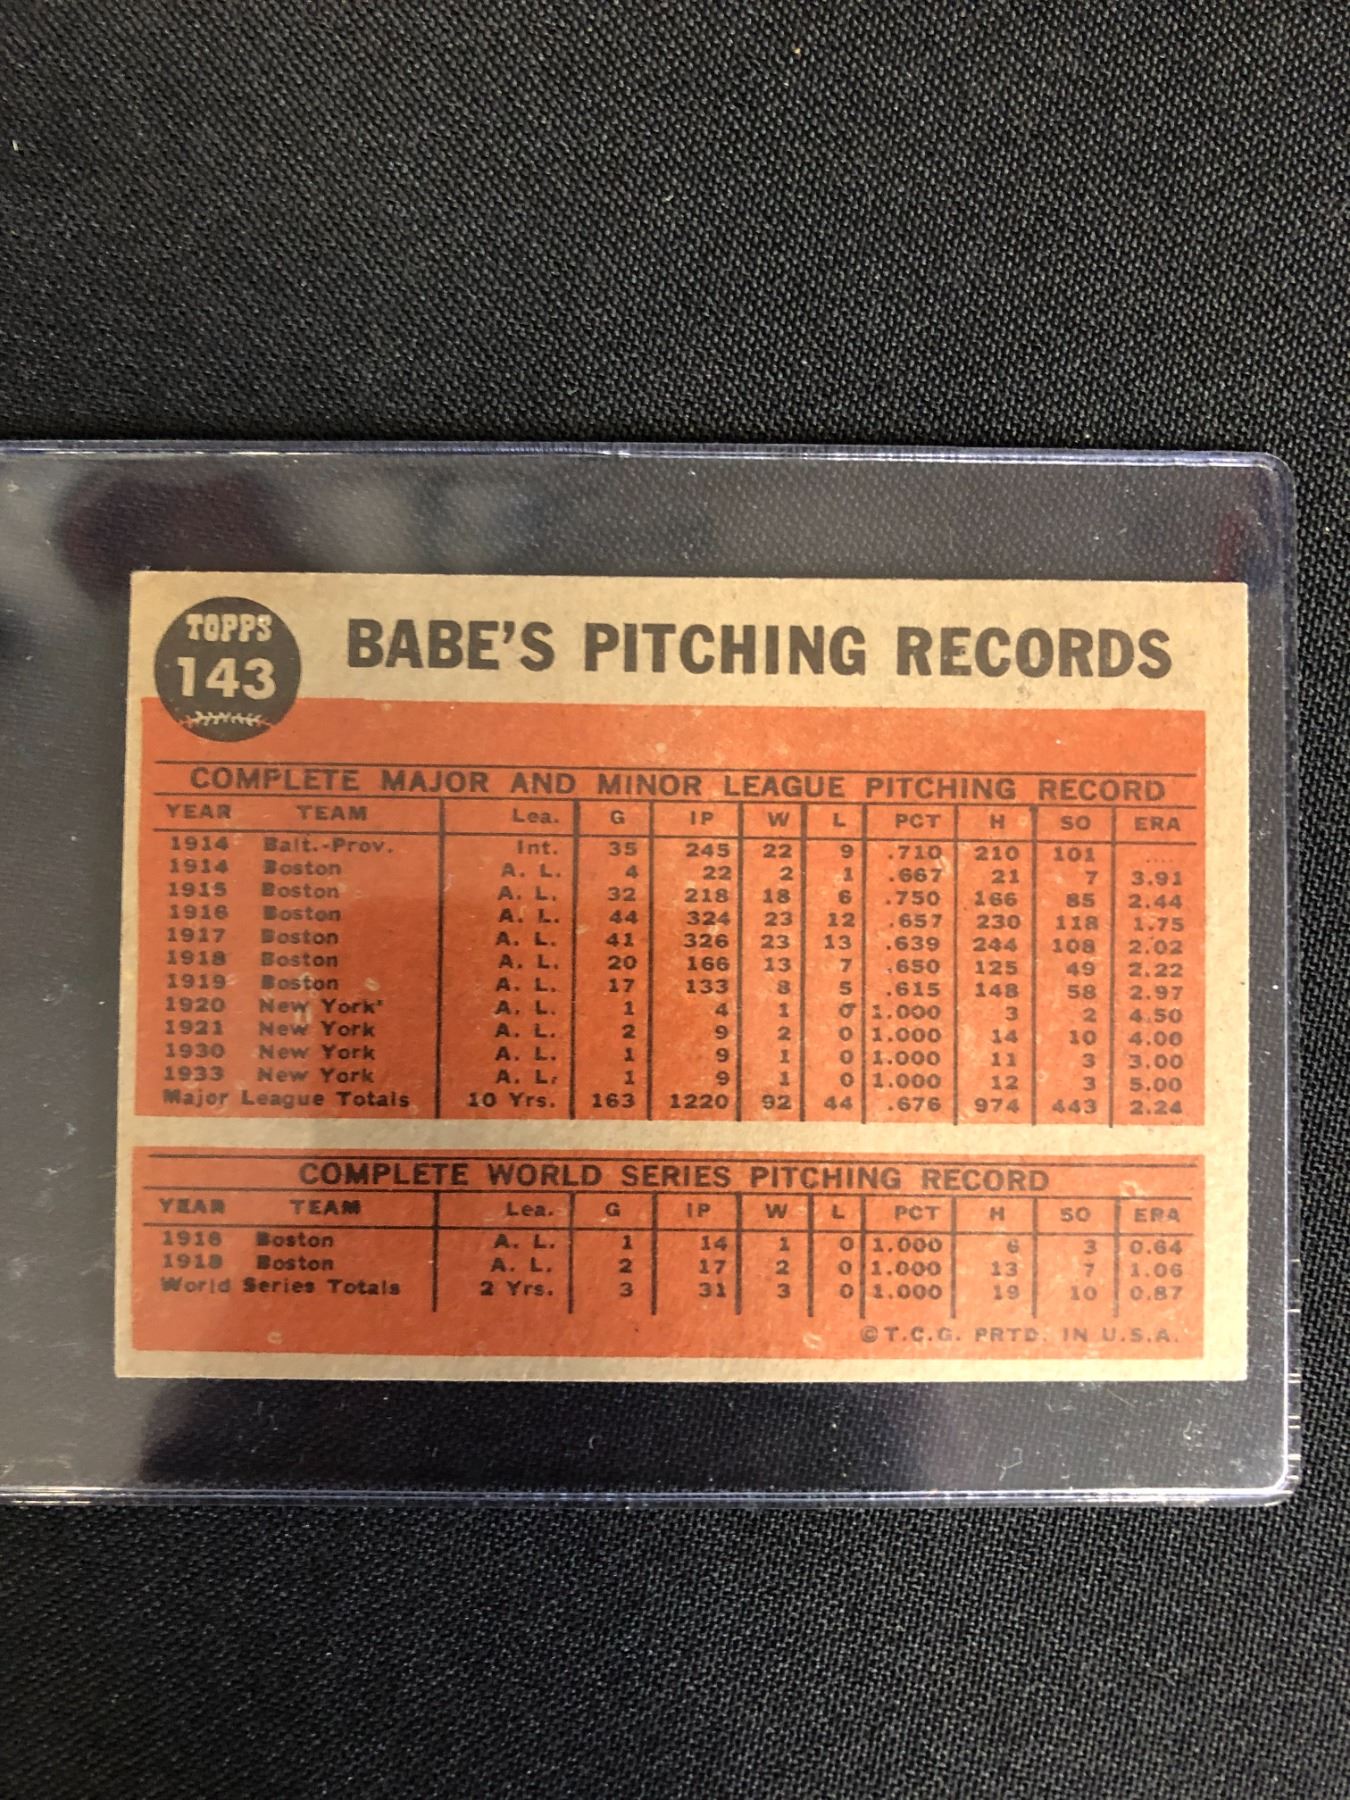 TOPPS
143
BABE'S PITCHING RECORDS
COMPLETE MAJOR AND MINOR LEAGUE PITCHING RECORD
YEAR TEAM Lea. G IP W L PCT H SO ERA
1914 Balt.-Prov. Int. 35 245 22 9 .710 210 101 ....
1914 Boston A. L. 4 22 2 1 .667 21 7 3.91
1915 Boston A. L. 32 218 18 6 .750 166 85 2.44
1916 Boston A. L. 44 324 23 12 .657 230 118 1.75
1917 Boston A. L. 41 326 23 13 .639 244 108 2.02
1918 Boston A. L. 20 166 13 7 .650 125 49 2.22
1919 Boston A. L. 17 133 8 5 .615 148 58 2.97
1920 New York A. L. 1 4 1 0 1.000 3 2 4.50
1921 New York A. L. 2 9 2 0 1.000 14 10 4.00
1930 New York A. L. 1 9 1 0 1.000 11 3 3.00
1933 New York A. L. 1 9 1 0 1.000 12 3 5.00
Major League Totals 10 Yrs. 163 1220 92 44 .676 974 443 2.24
COMPLETE WORLD SERIES PITCHING RECORD
YEAR TEAM Lea. G IP W L PCT H SO ERA
1916 Boston A. L. 1 14 1 0 1.000 6 3 0.64
1918 Boston A. L. 2 17 2 0 1.000 13 7 1.06
World Series Totals 2 Yrs. 3 31 3 0 1.000 19 10 0.87
© T.C.G. PRTD. IN U.S.A.